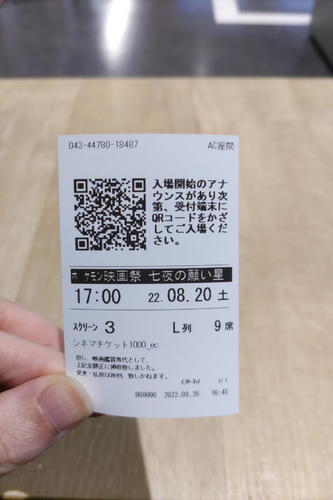 043-44780-18487 AC座間
入場開始のアナ
ウンスがあり次
第、受付端末に
QRコードをかざ
してご入場くだ
さい。
ポケモン映画祭 七夜の願い星
17:00 22.08.20 土
スクリーン 3 L列 9席
シネマチケット1000_ec
但し、映画鑑賞券代として、
上記金額正に領収致しました。
変更・払戻は原則、致しかねます。
1/1
000000 2022.08.20 16:48